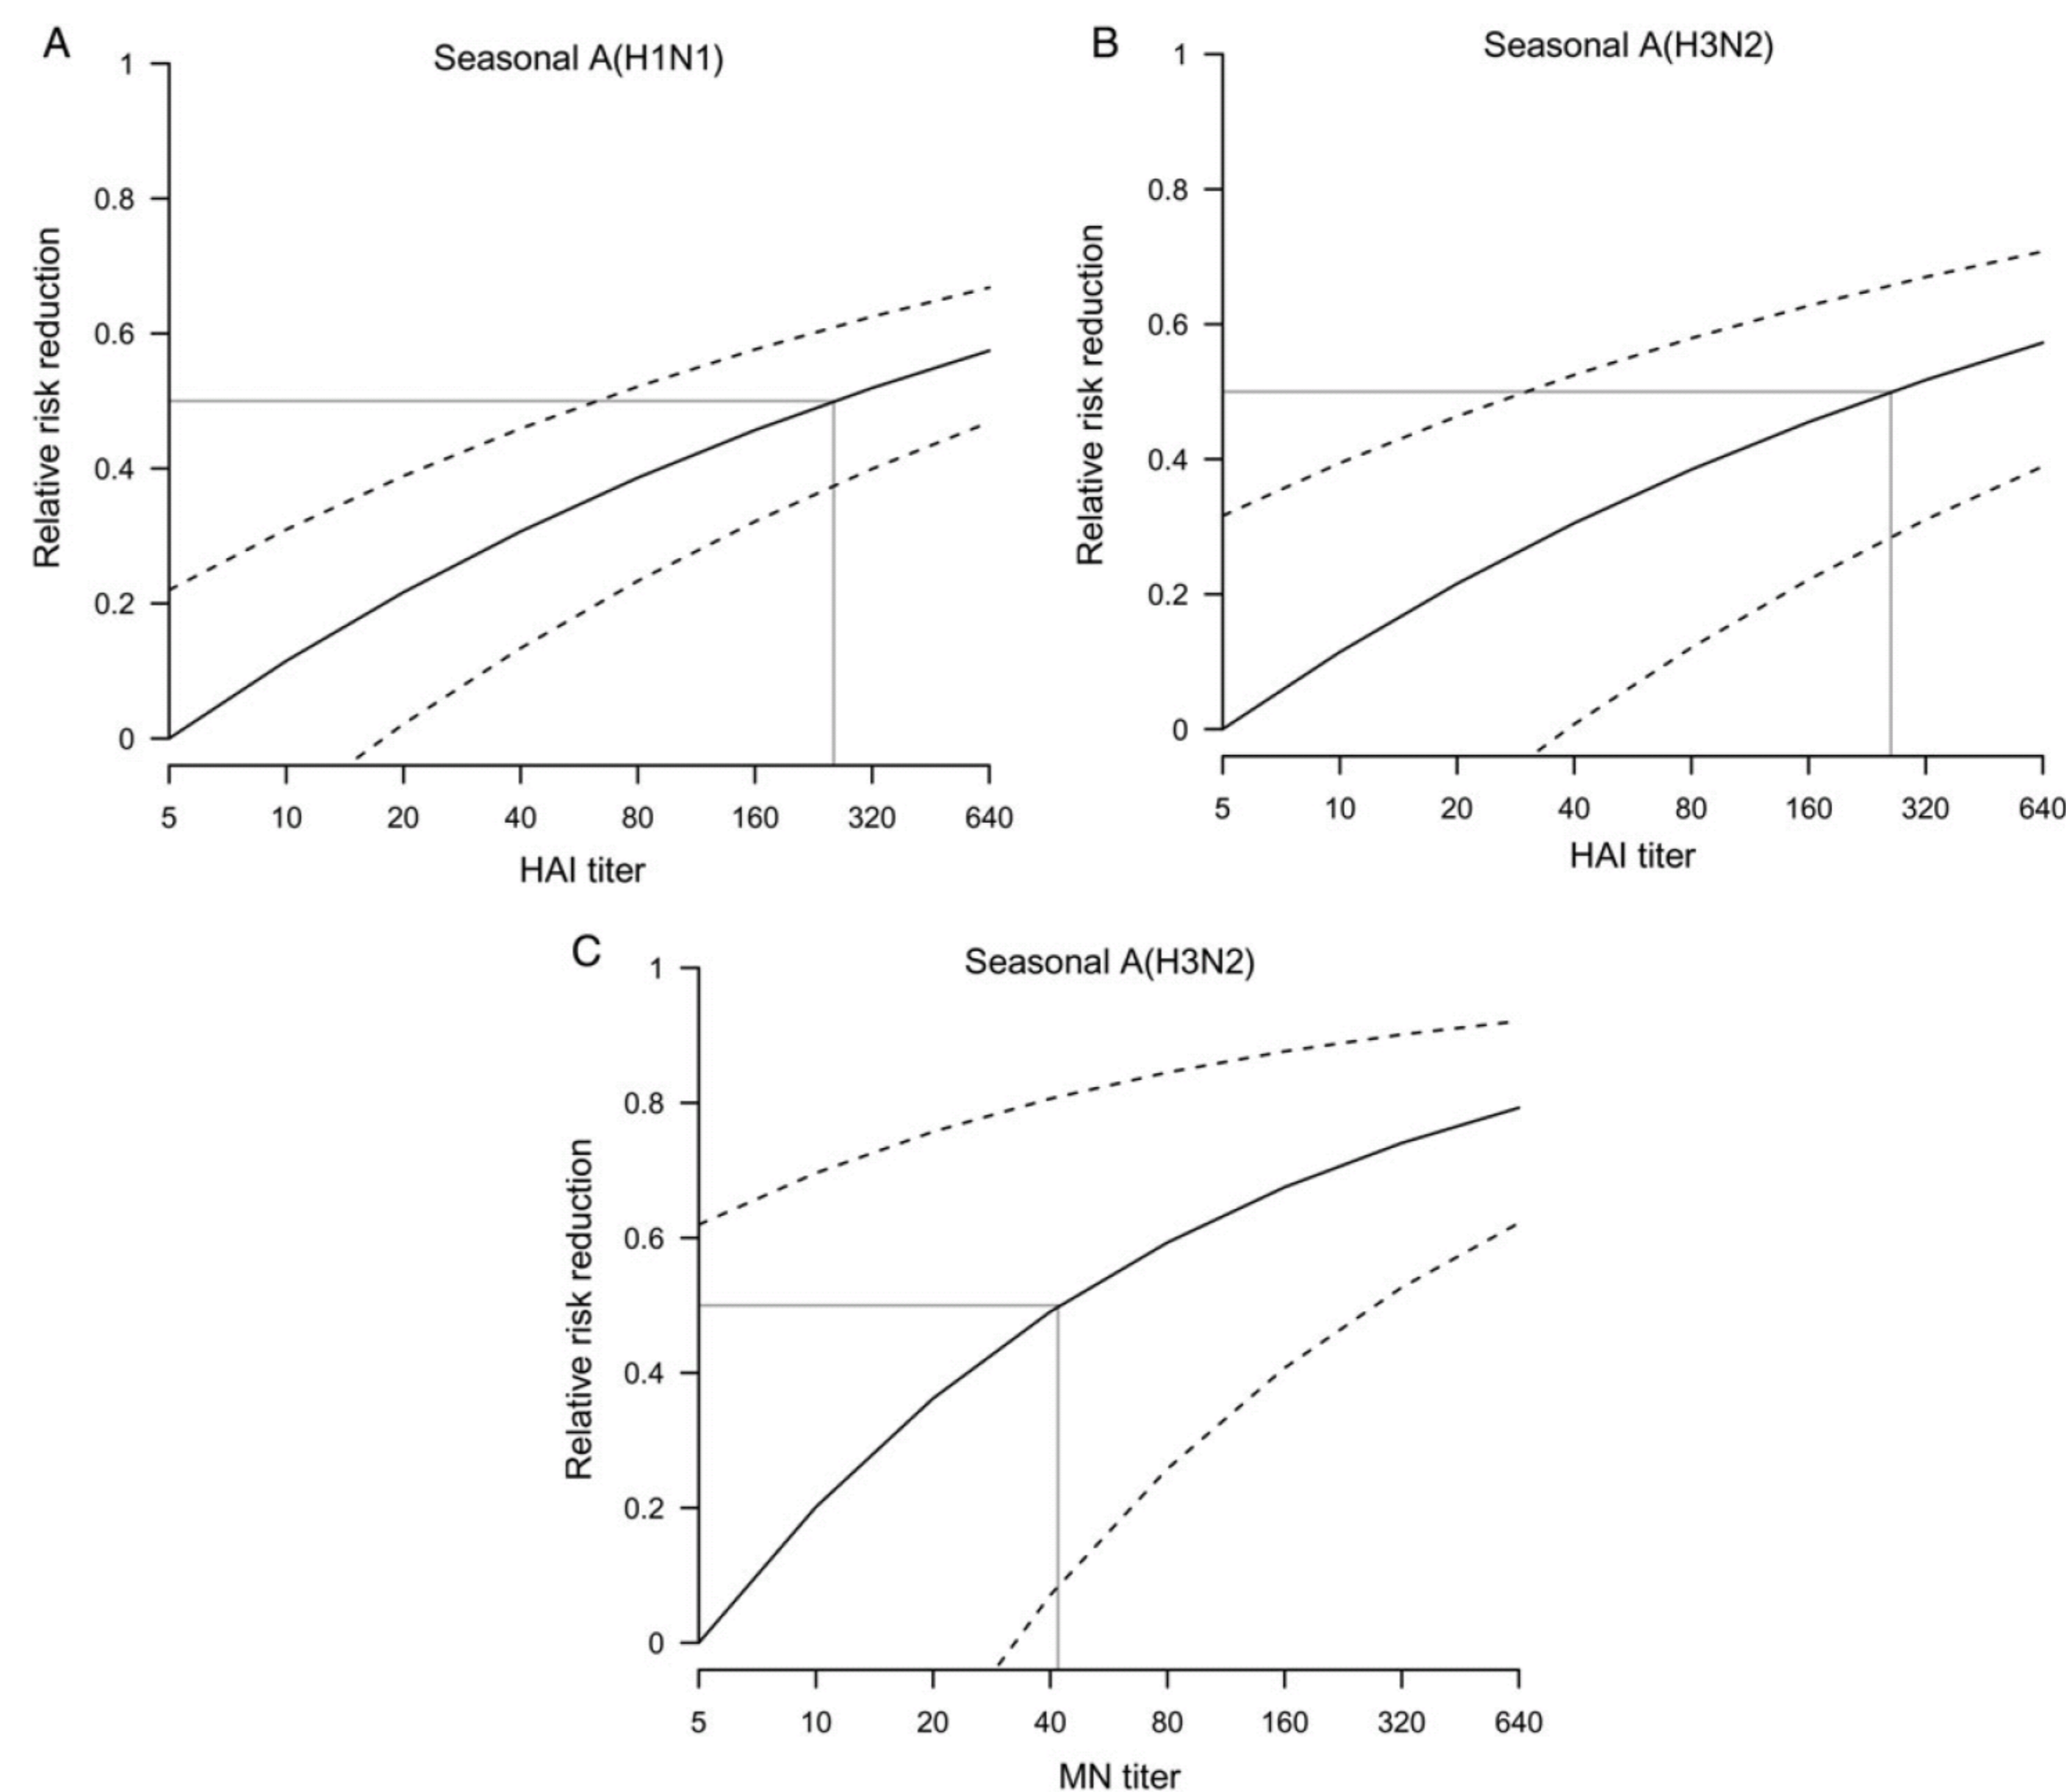 A
Seasonal A(H1N1)
1
0.8
0.6
0.4
0.2
0
Relative risk reduction
5 10 20 40 80 160 320 640
HAI titer
B
Seasonal A(H3N2)
1
0.8
0.6
0.4
0.2
0
Relative risk reduction
5 10 20 40 80 160 320 640
HAI titer
C
Seasonal A(H3N2)
1
0.8
0.6
0.4
0.2
0
Relative risk reduction
5 10 20 40 80 160 320 640
MN titer